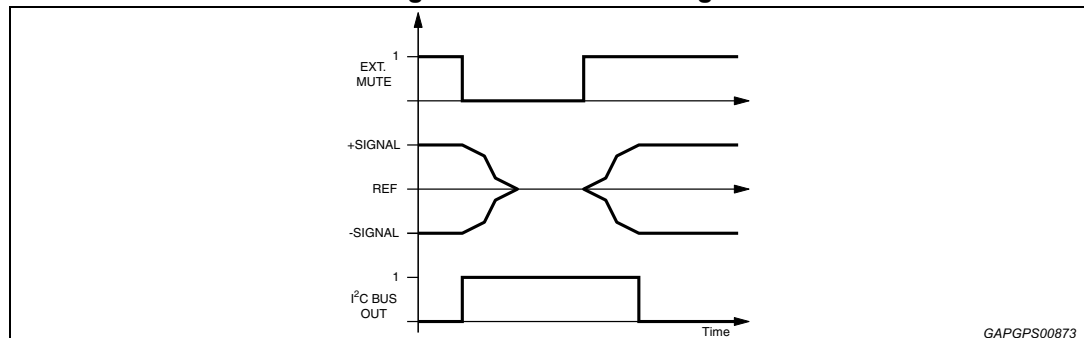 1
EXT.
MUTE
+SIGNAL
REF
-SIGNAL
1
I²C BUS
OUT
Time
GAPGPS00873